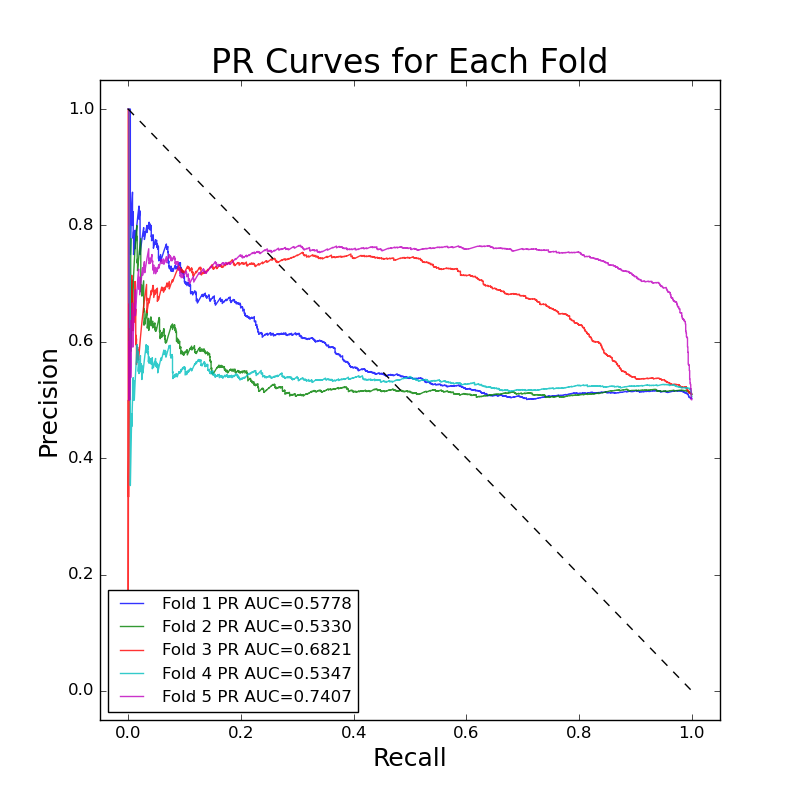 PR Curves for Each Fold
1.0
0.8
0.6
0.4
0.2
0.0
Precision
Fold 1 PR AUC=0.5778
Fold 2 PR AUC=0.5330
Fold 3 PR AUC=0.6821
Fold 4 PR AUC=0.5347
Fold 5 PR AUC=0.7407
0.0 0.2 0.4 0.6 0.8 1.0
Recall